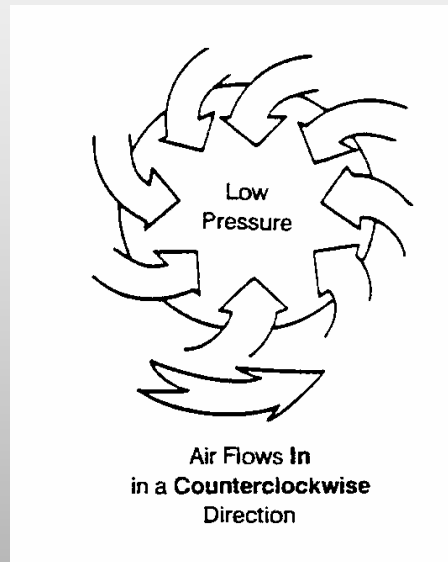 Low
Pressure
Air Flows In
in a Counterclockwise
Direction